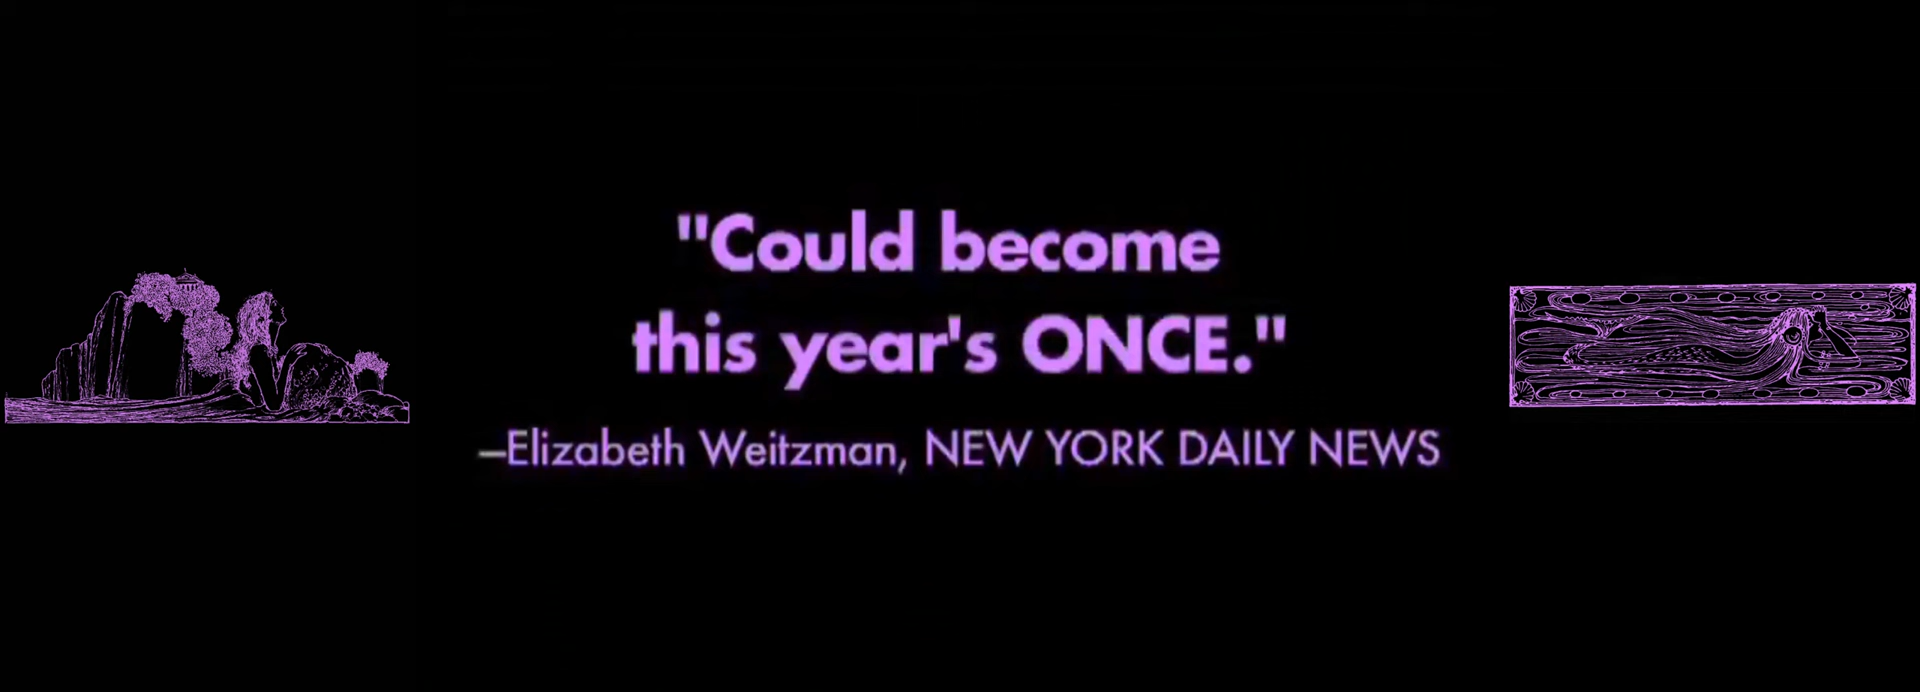 "Could become
this year's ONCE."
—Elizabeth Weitzman, NEW YORK DAILY NEWS